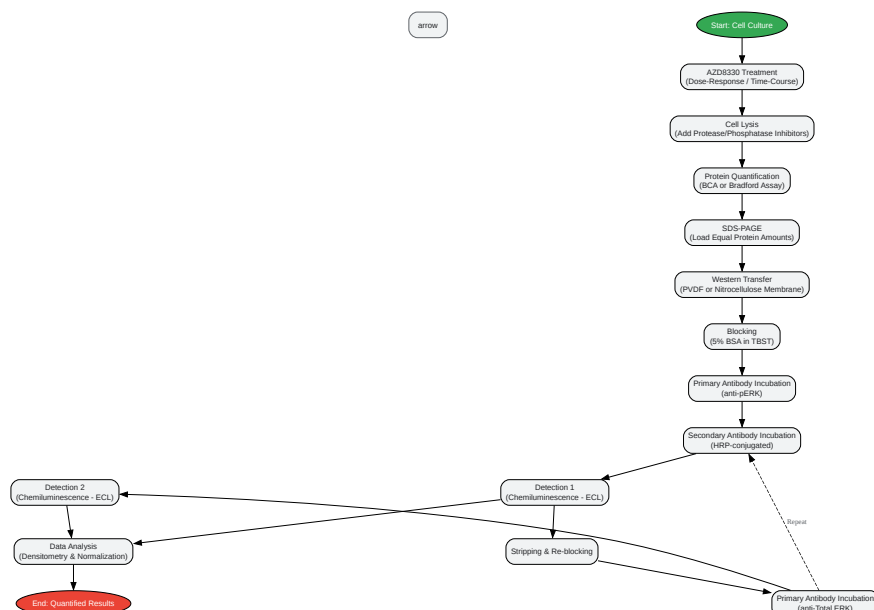 arrow
Start: Cell Culture
AZD8330 Treatment
(Dose-Response / Time-Course)
Cell Lysis
(Add Protease/Phosphatase Inhibitors)
Protein Quantification
(BCA or Bradford Assay)
SDS-PAGE
(Load Equal Protein Amounts)
Western Transfer
(PVDF or Nitrocellulose Membrane)
Blocking
(5% BSA in TBST)
Primary Antibody Incubation
(anti-pERK)
Secondary Antibody Incubation
(HRP-conjugated)
Detection 2
(Chemiluminescence - ECL)
Detection 1
(Chemiluminescence - ECL)
Repeat
Data Analysis
(Densitometry & Normalization)
Stripping & Re-blocking
End: Quantified Results
Primary Antibody Incubation
(anti-Total ERK)